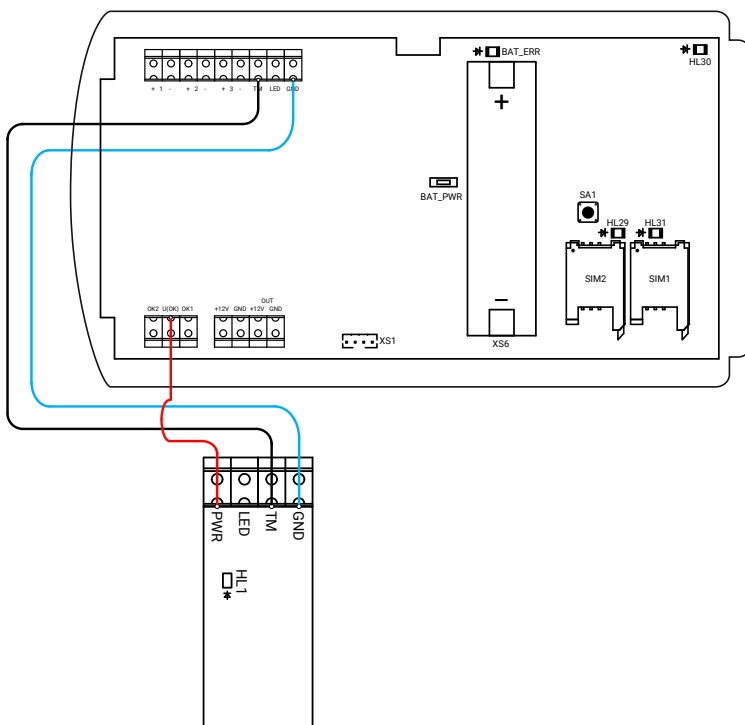 BAT_ERR
HL30
+ 1 - + 2 - + 3 - TM LED GND
+
BAT_PWR
SA1
HL29
HL31
SIM2
SIM1
OUT
OK2 U(OK) OK1
+12V GND +12V GND
−
XS1
XS6
PWR
LED
TM
GND
HL1